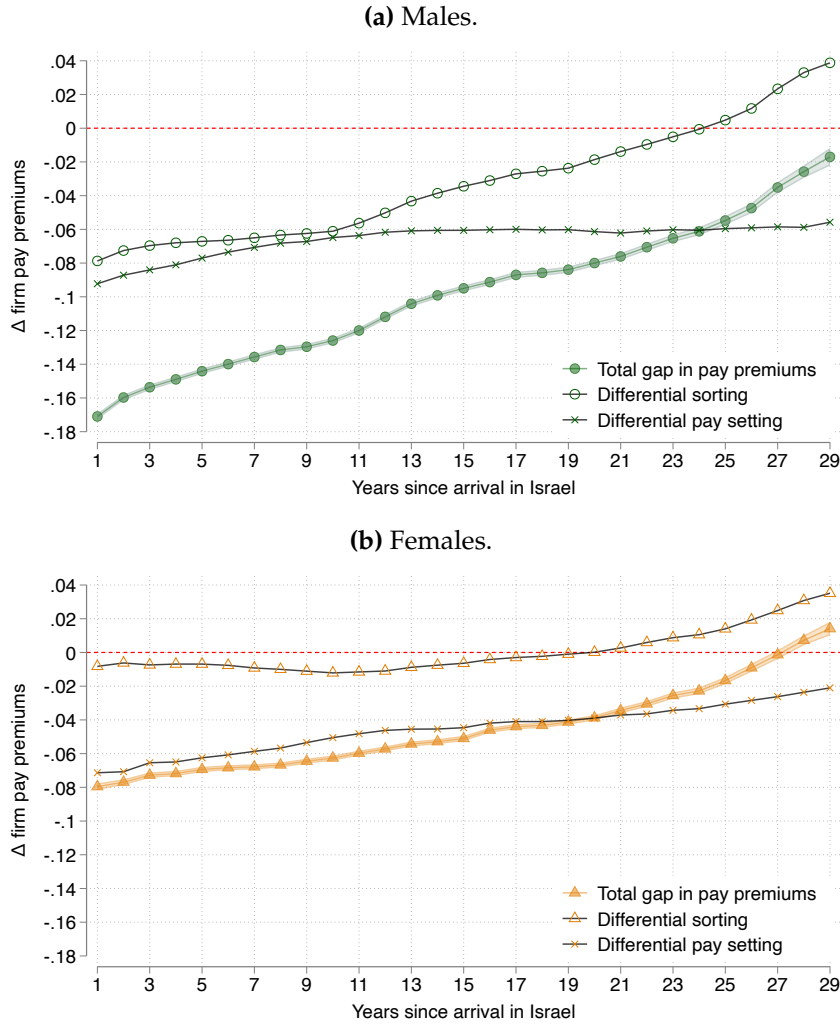 (a) Males.
.04
.02
0
-.02
-.04
-.06
-.08
-.1
-.12
-.14
-.16
-.18
Δ firm pay premiums
Total gap in pay premiums
Differential sorting
Differential pay setting
1 3 5 7 9 11 13 15 17 19 21 23 25 27 29
Years since arrival in Israel
(b) Females.
.04
.02
0
-.02
-.04
-.06
-.08
-.1
-.12
-.14
-.16
-.18
Δ firm pay premiums
Total gap in pay premiums
Differential sorting
Differential pay setting
1 3 5 7 9 11 13 15 17 19 21 23 25 27 29
Years since arrival in Israel